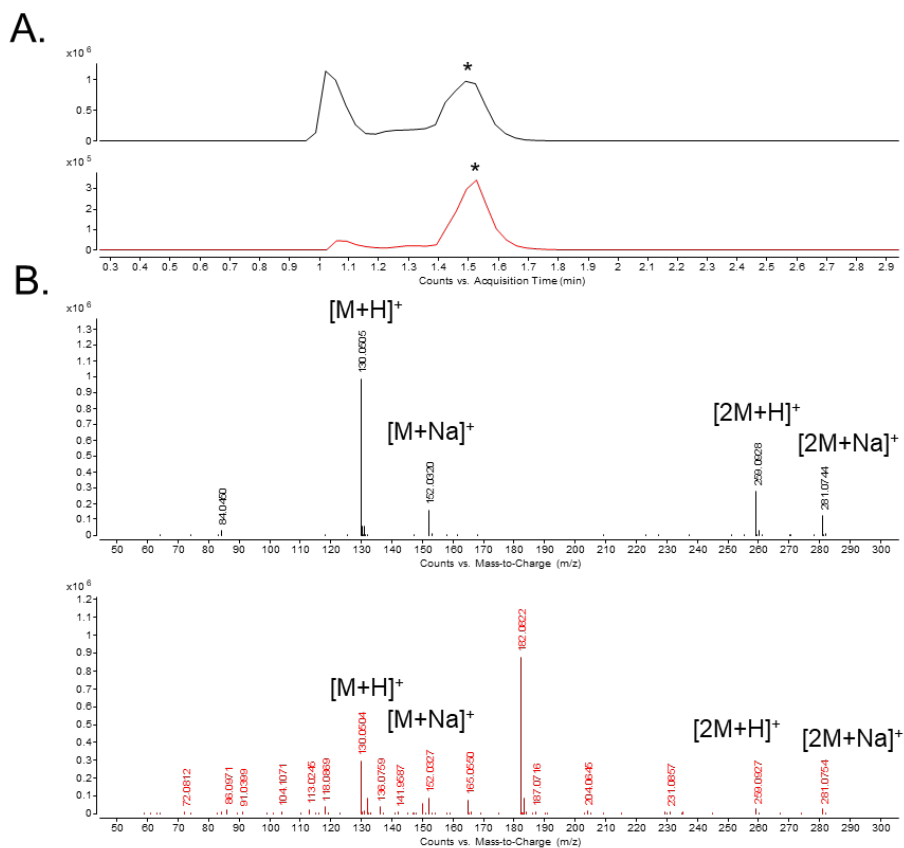 A.
x10 6
1
0.5
0
*
x10 5
3
2
1
0
*
0.3 0.4 0.5 0.6 0.7 0.8 0.9 1 1.1 1.2 1.3 1.4 1.5 1.6 1.7 1.8 1.9 2 2.1 2.2 2.3 2.4 2.5 2.6 2.7 2.8 2.9
Counts vs. Acquisition Time (min)
B.
x10 6
1.3
1.2
1.1
1
0.9
0.8
0.7
0.6
0.5
0.4
0.3
0.2
0.1
0
[M+H]+
130.0505
[M+Na]+
152.0320
[2M+H]+
259.0928
[2M+Na]+
281.0744
84.0450
50 60 70 80 90 100 110 120 130 140 150 160 170 180 190 200 210 220 230 240 250 260 270 280 290 300
Counts vs. Mass-to-Charge (m/z)
x10 6
1.2
1.1
1
0.9
0.8
0.7
0.6
0.5
0.4
0.3
0.2
0.1
0
72.0812
86.0971
91.0399
104.1071
113.0245
118.0869
[M+H]+
130.0504
136.0759
141.9587
[M+Na]+
152.0327
165.0550
182.0822
187.0716
204.0645
231.0857
[2M+H]+
259.0927
[2M+Na]+
281.0754
50 60 70 80 90 100 110 120 130 140 150 160 170 180 190 200 210 220 230 240 250 260 270 280 290 300
Counts vs. Mass-to-Charge (m/z)